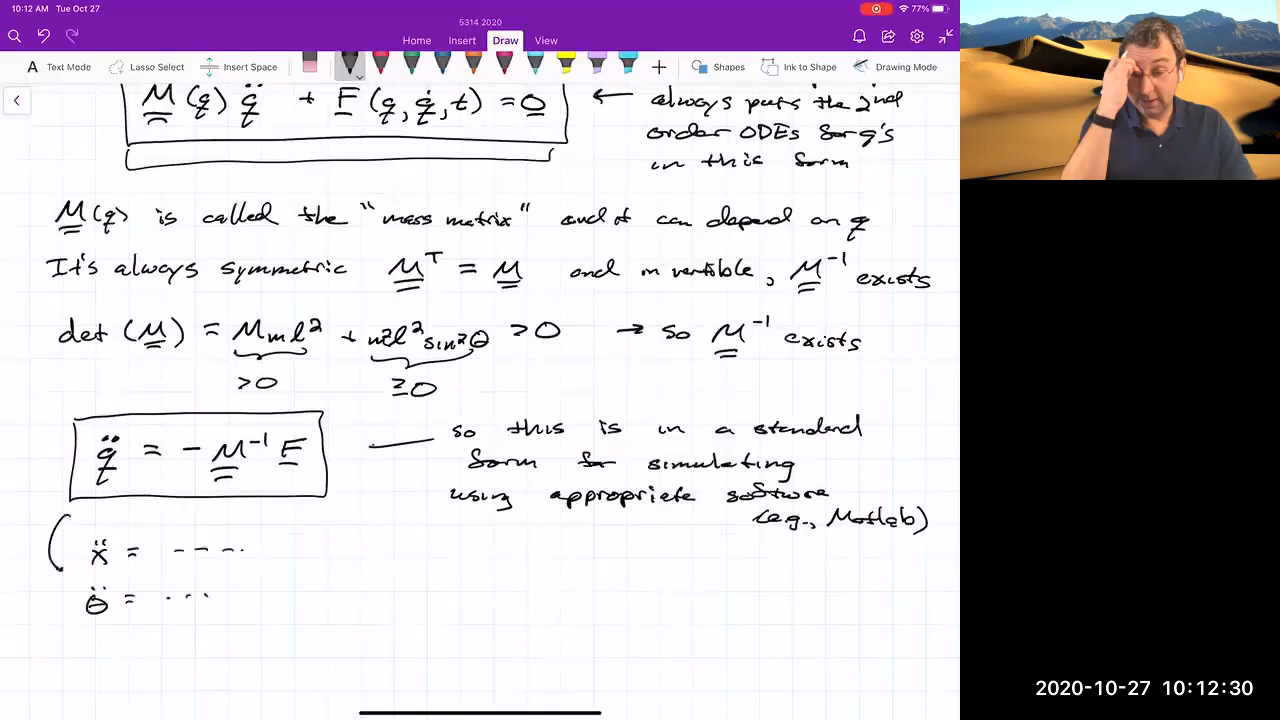 10:12 AM Tue Oct 27
77%
5314 2020
Home Insert Draw View
Text Mode Lasso Select Insert Space Shapes Ink to Shape Drawing Mode
M(q) q̈ + F(q, q̇, t) = 0 ← always puts the 2nd
order ODEs for q's
in this form
M(q) is called the "mass matrix" and it can depend on q
It's always symmetric Mᵀ = M and invertible, M⁻¹ exists
det(M) = Mml² + m²l² sin²θ > 0 → so M⁻¹ exists
>0 ≥0
q̈ = - M⁻¹ F — so this is in a standard
form for simulating
using appropriate software
(e.g., Matlab)
( ẍ = ----
θ̈ = ...
2020-10-27 10:12:30